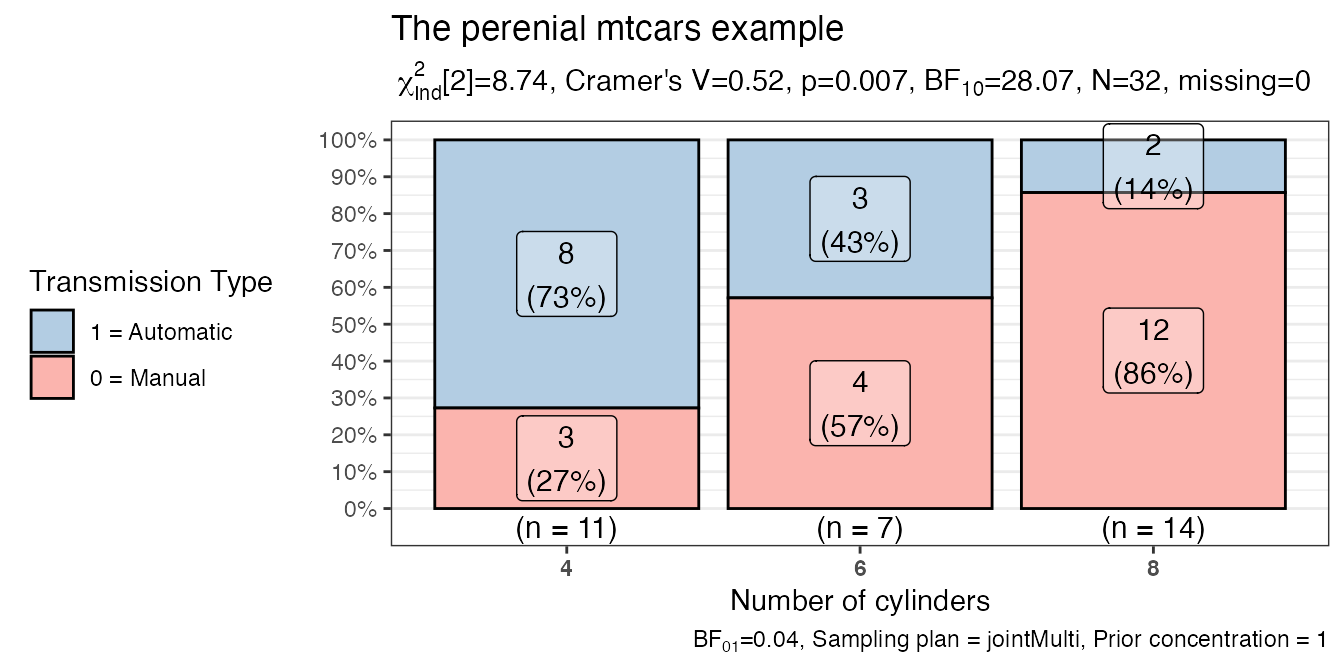 The perenial mtcars example
χ²ind[2]=8.74, Cramer's V=0.52, p=0.007, BF₁₀=28.07, N=32, missing=0
100%
90%
80%
70%
60%
50%
40%
30%
20%
10%
0%
8
(73%)
3
(27%)
(n = 11)
3
(43%)
4
(57%)
(n = 7)
2
(14%)
12
(86%)
(n = 14)
4
6
8
Number of cylinders
Transmission Type
1 = Automatic
0 = Manual
BF₀₁=0.04, Sampling plan = jointMulti, Prior concentration = 1